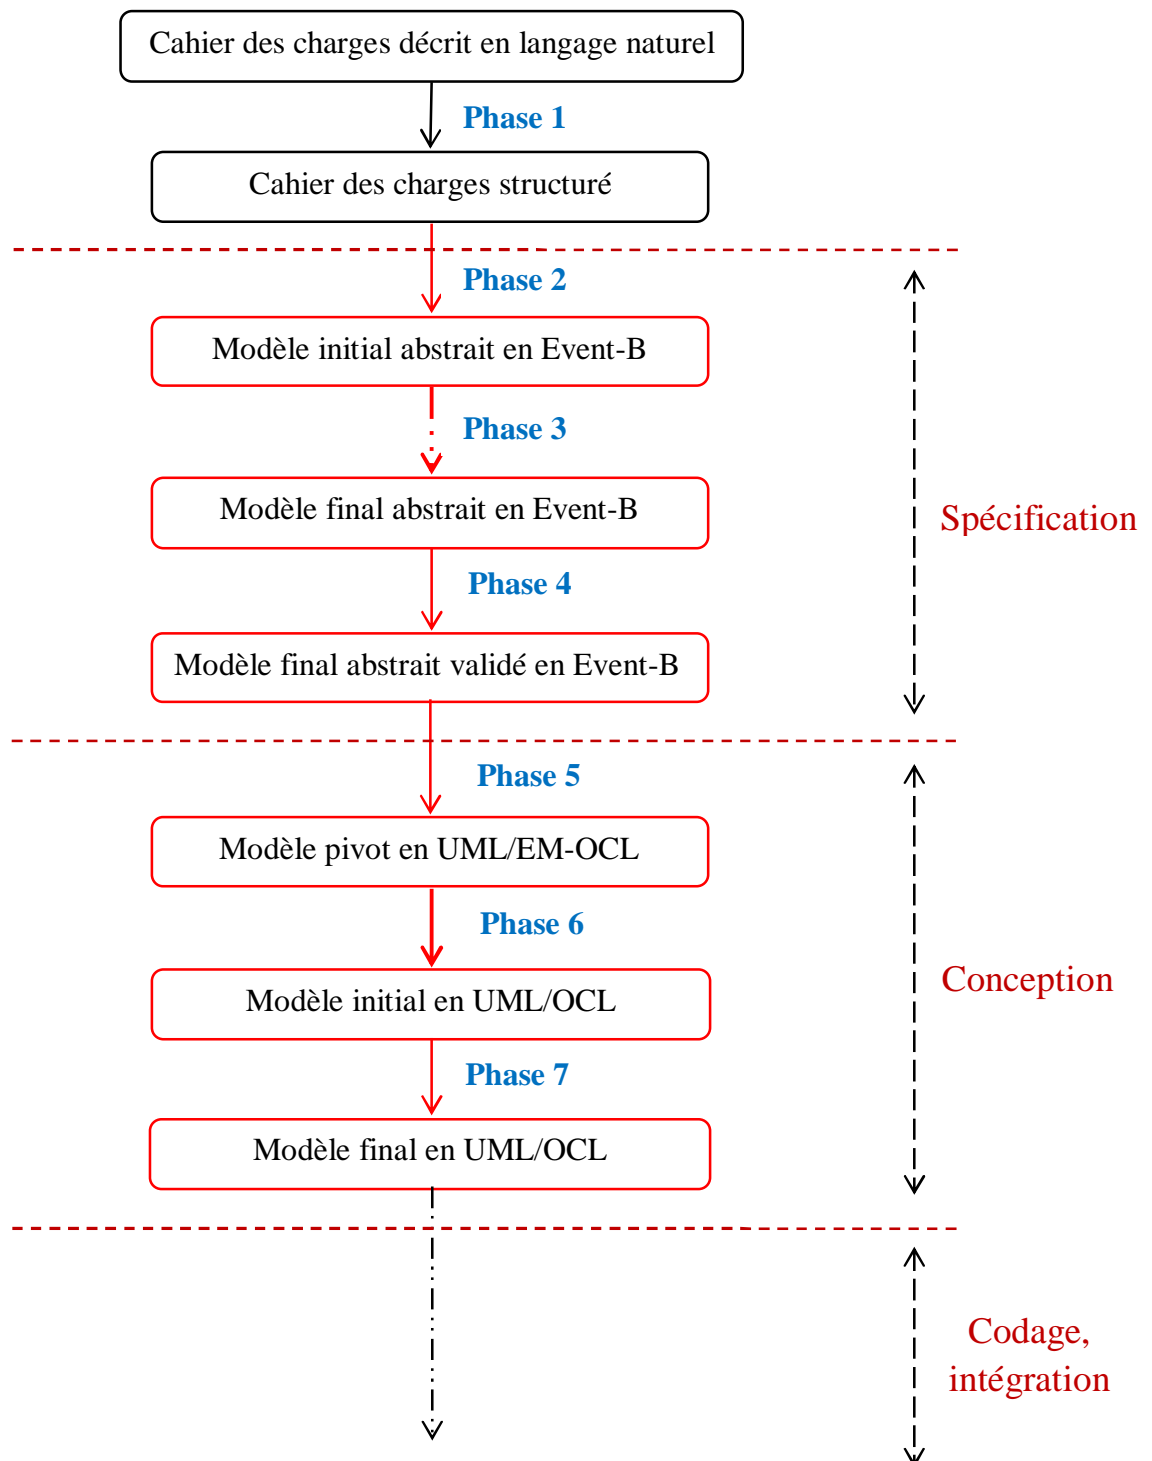 Cahier des charges décrit en langage naturel
Phase 1
Cahier des charges structuré
Phase 2
Modèle initial abstrait en Event-B
Phase 3
Modèle final abstrait en Event-B
Spécification
Phase 4
Modèle final abstrait validé en Event-B
Phase 5
Modèle pivot en UML/EM-OCL
Phase 6
Conception
Modèle initial en UML/OCL
Phase 7
Modèle final en UML/OCL
Codage,
intégration